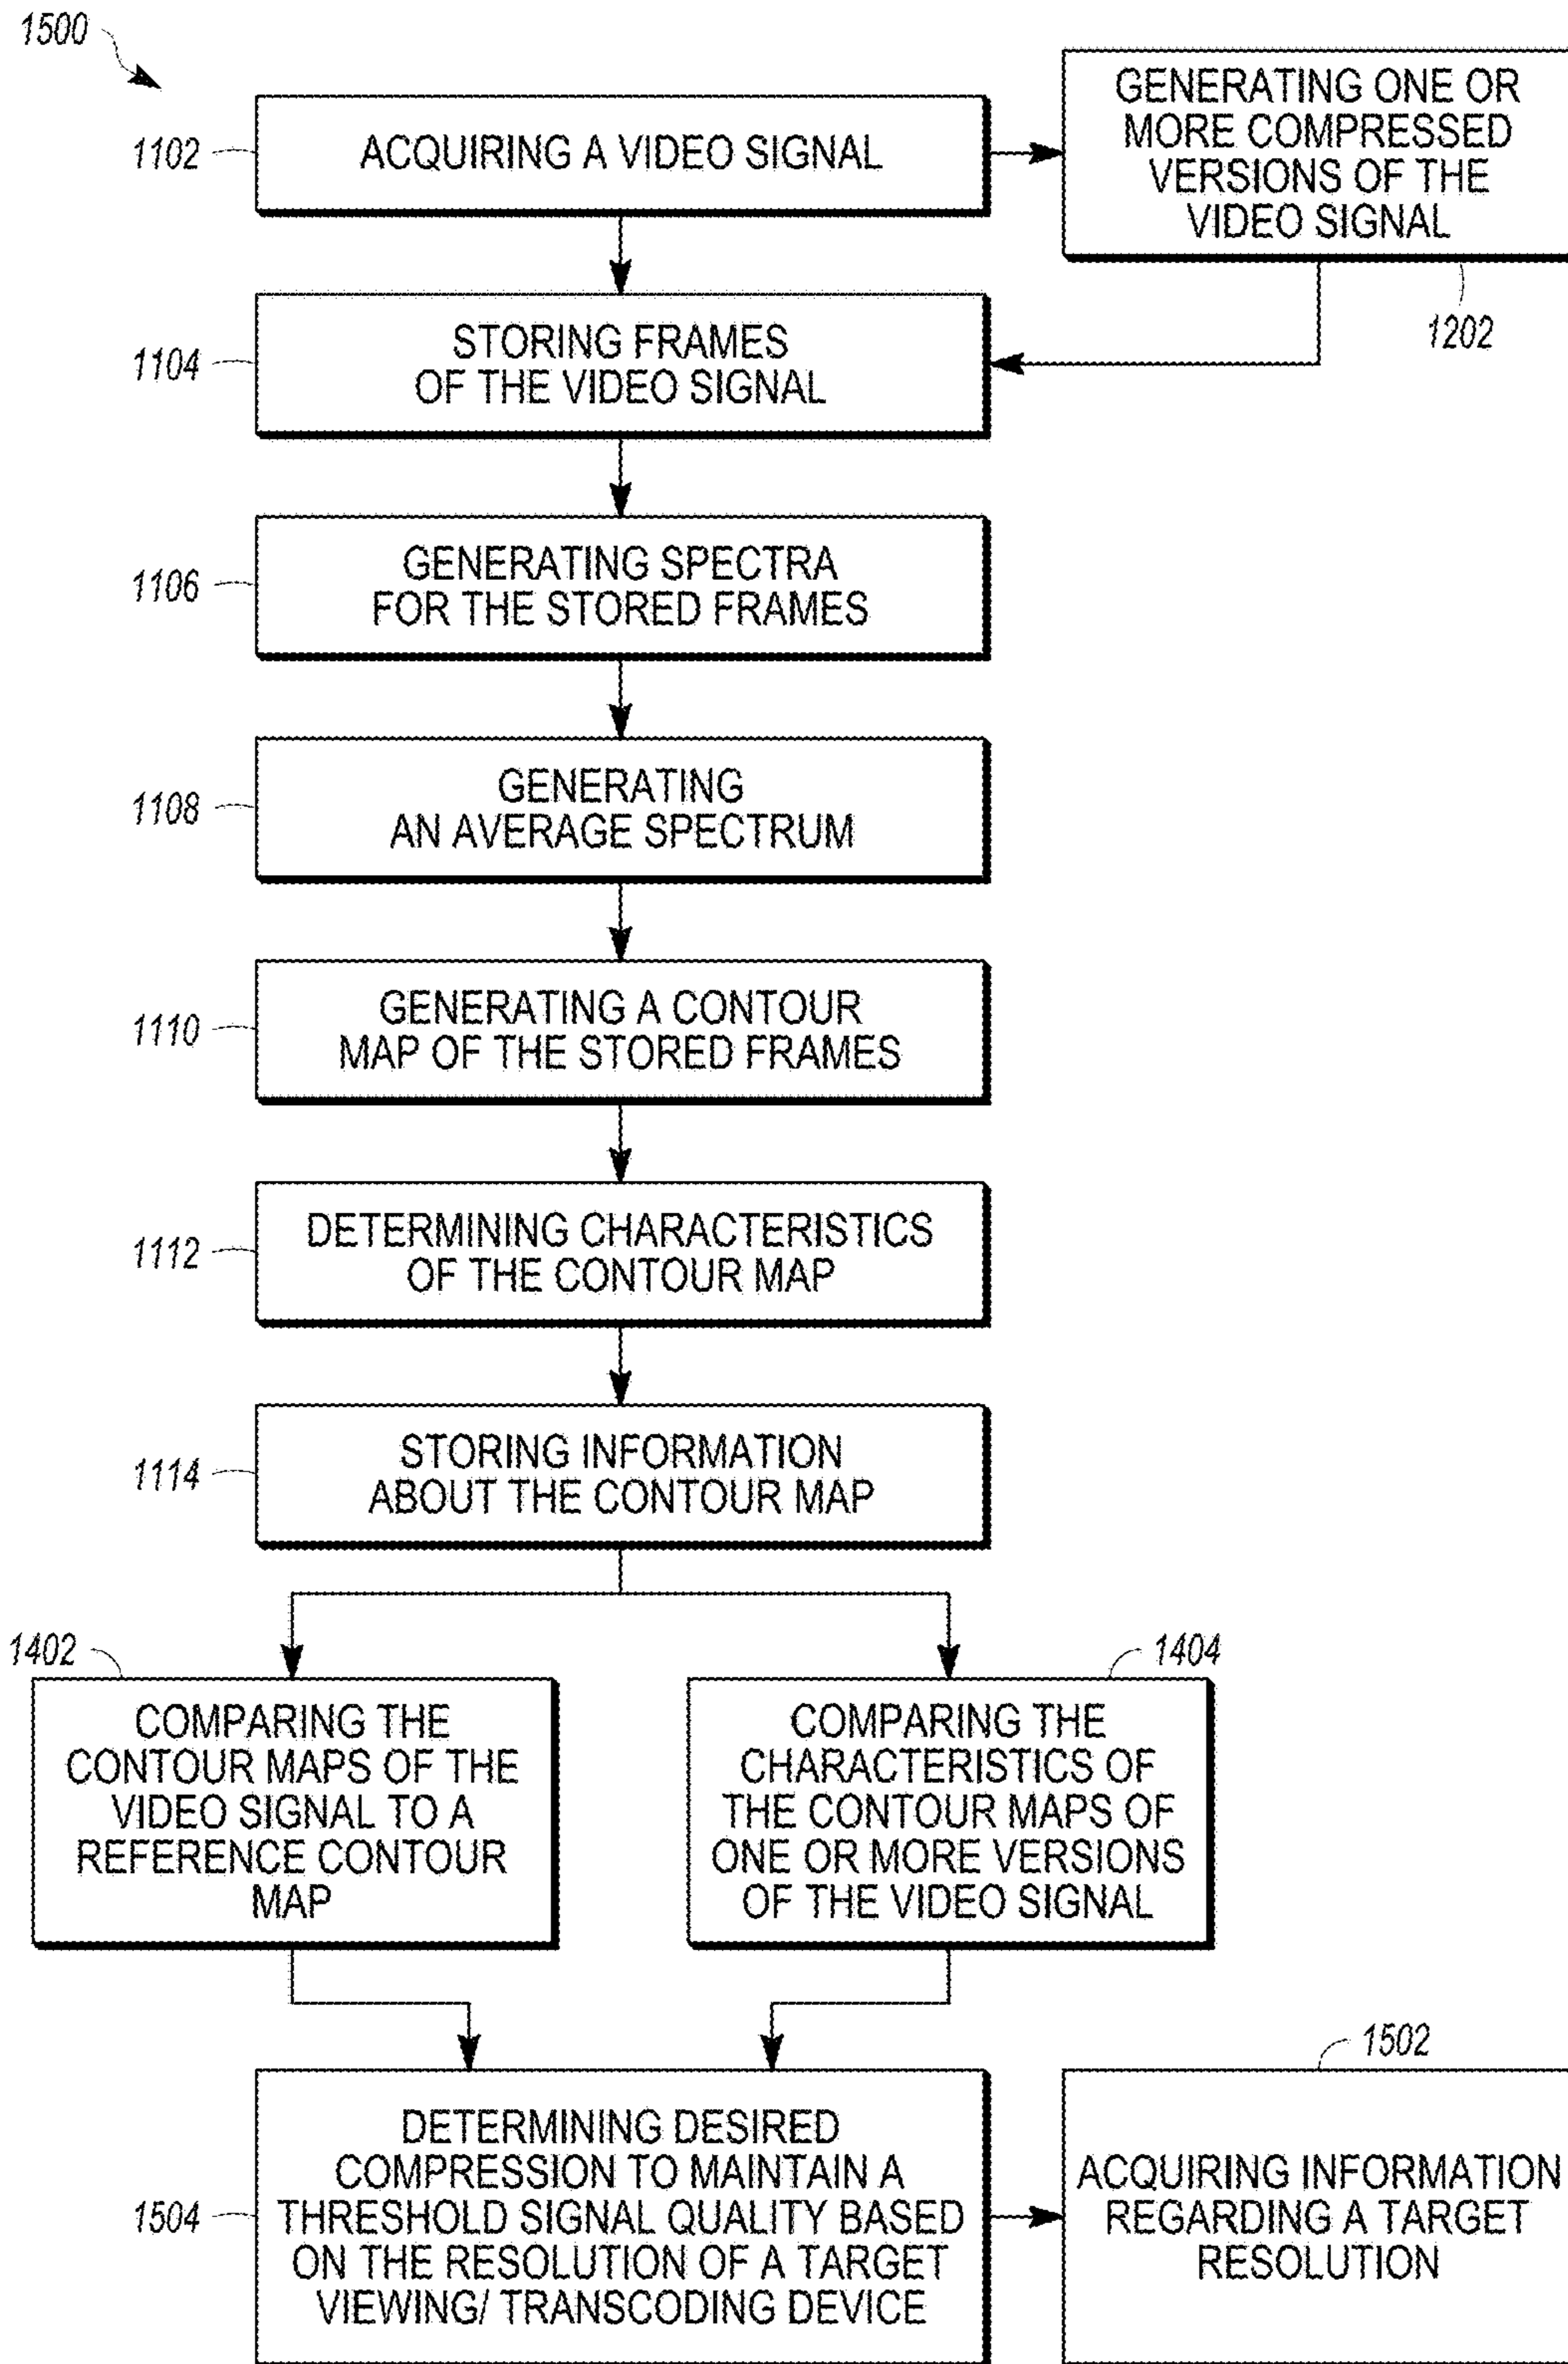 1500
1102
ACQUIRING A VIDEO SIGNAL
GENERATING ONE OR
MORE COMPRESSED
VERSIONS OF THE
VIDEO SIGNAL
1202
1104
STORING FRAMES
OF THE VIDEO SIGNAL
1106
GENERATING SPECTRA
FOR THE STORED FRAMES
1108
GENERATING
AN AVERAGE SPECTRUM
1110
GENERATING A CONTOUR
MAP OF THE STORED FRAMES
1112
DETERMINING CHARACTERISTICS
OF THE CONTOUR MAP
1114
STORING INFORMATION
ABOUT THE CONTOUR MAP
1402
COMPARING THE
CONTOUR MAPS OF THE
VIDEO SIGNAL TO A
REFERENCE CONTOUR
MAP
1404
COMPARING THE
CHARACTERISTICS OF
THE CONTOUR MAPS OF
ONE OR MORE VERSIONS
OF THE VIDEO SIGNAL
1504
DETERMINING DESIRED
COMPRESSION TO MAINTAIN A
THRESHOLD SIGNAL QUALITY BASED
ON THE RESOLUTION OF A TARGET
VIEWING/ TRANSCODING DEVICE
1502
ACQUIRING INFORMATION
REGARDING A TARGET
RESOLUTION